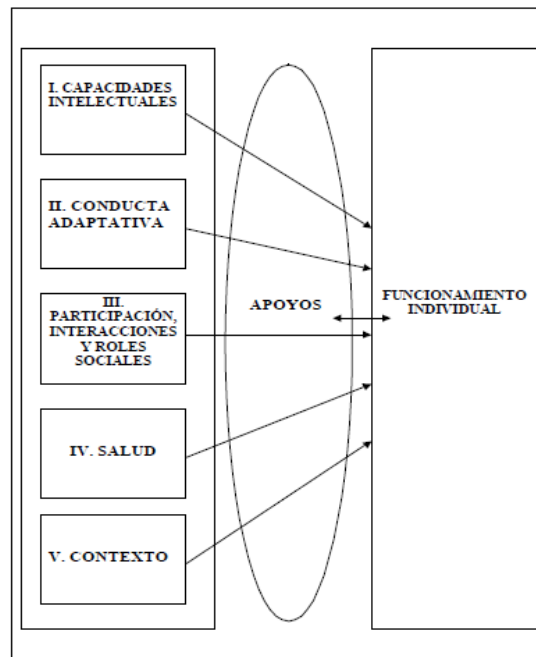 I. CAPACIDADES
INTELECTUALES
II. CONDUCTA
ADAPTATIVA
III.
PARTICIPACIÓN,
INTERACCIONES
Y ROLES
SOCIALES
IV. SALUD
V. CONTEXTO
APOYOS
FUNCIONAMIENTO
INDIVIDUAL